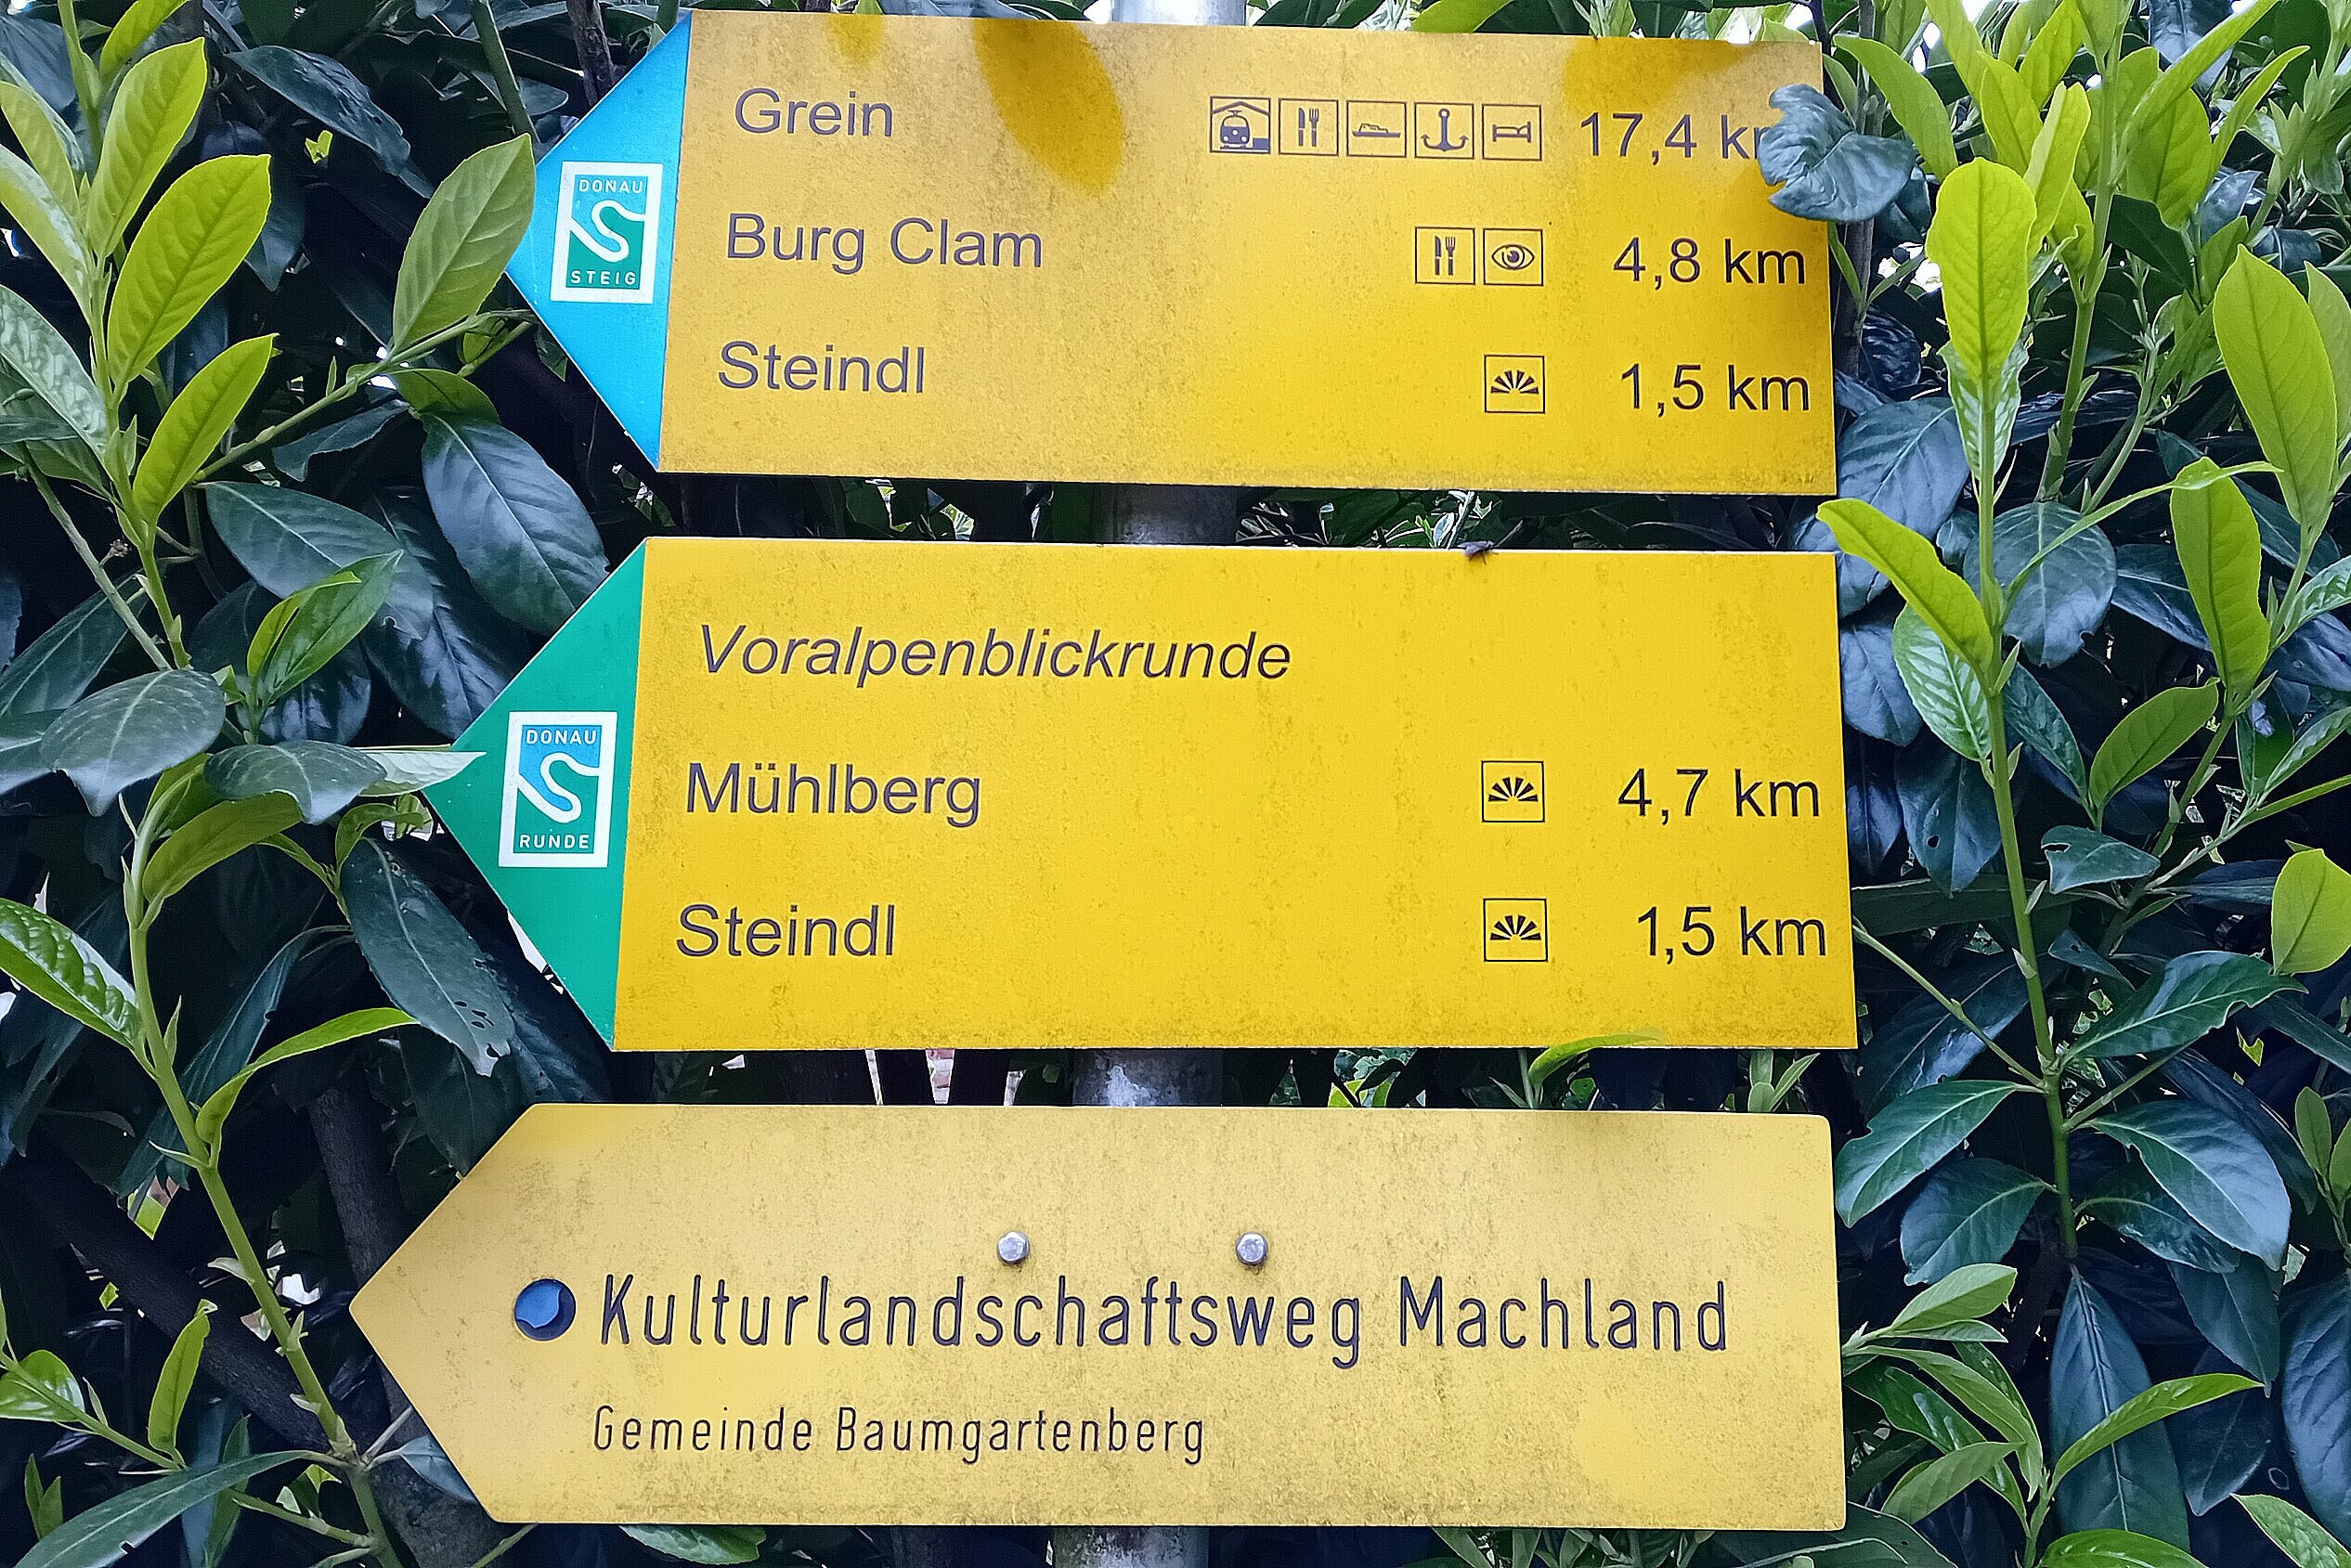 Grein 17,4 km
DONAU
STEIG
Burg Clam 4,8 km
Steindl 1,5 km
Voralpenblickrunde
DONAU
RUNDE
Mühlberg 4,7 km
Steindl 1,5 km
Kulturlandschaftsweg Machland
Gemeinde Baumgartenberg